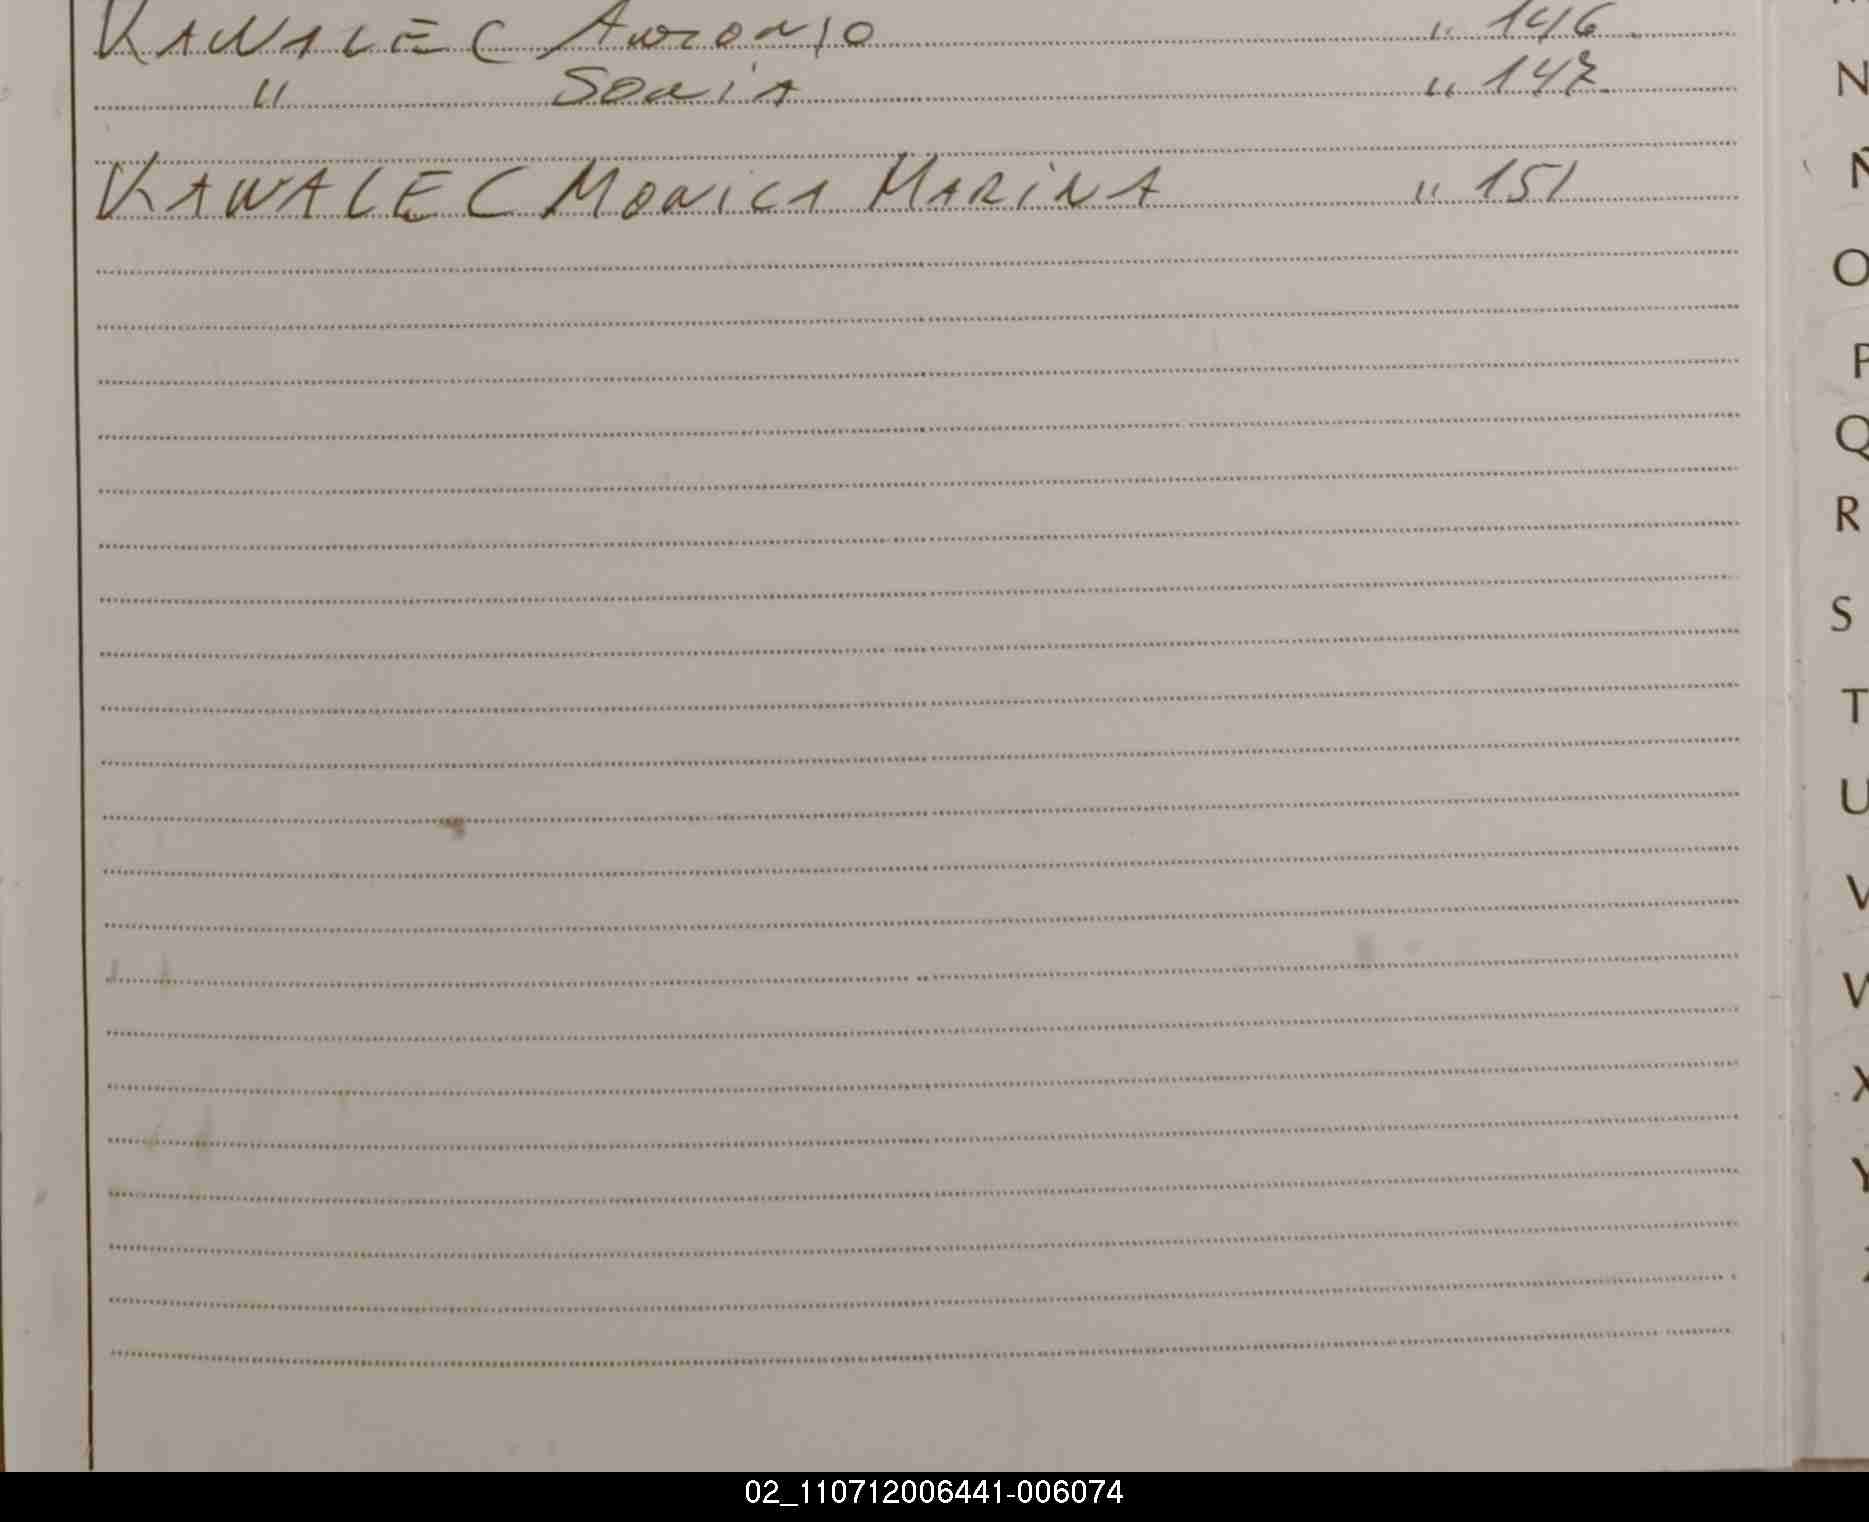 KAWALEC Antonio " 146.
" Sonia " 147.
KAWALEC MONICA MARINA " 151
N
Ñ
O
P
Q
R
S
T
U
V
W
X
Y
Z
02_110712006441-006074